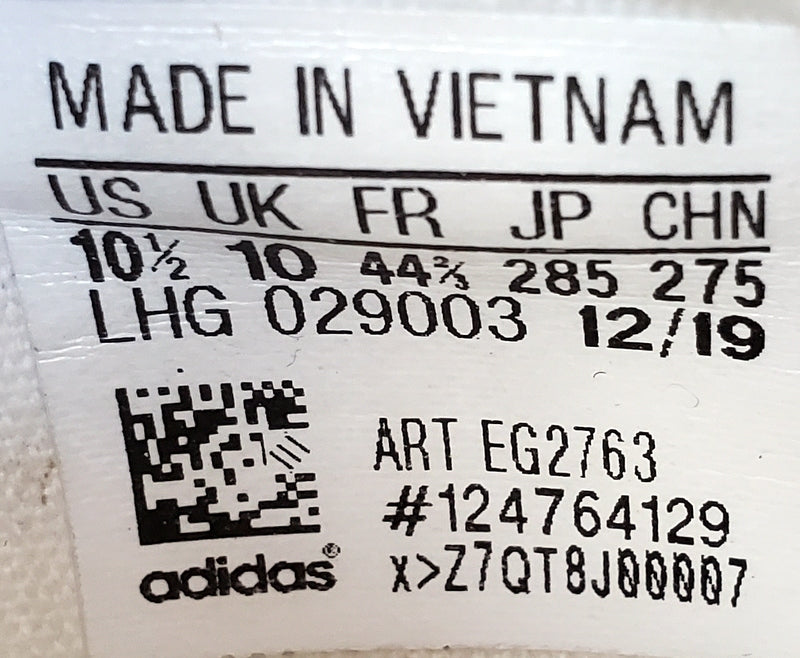 MADE IN VIETNAM
US UK FR JP CHN
10½ 10 44⅔ 285 275
LHG 029003 12/19
ART EG2763
#124764129
adidas®
x>Z7QT8J00007